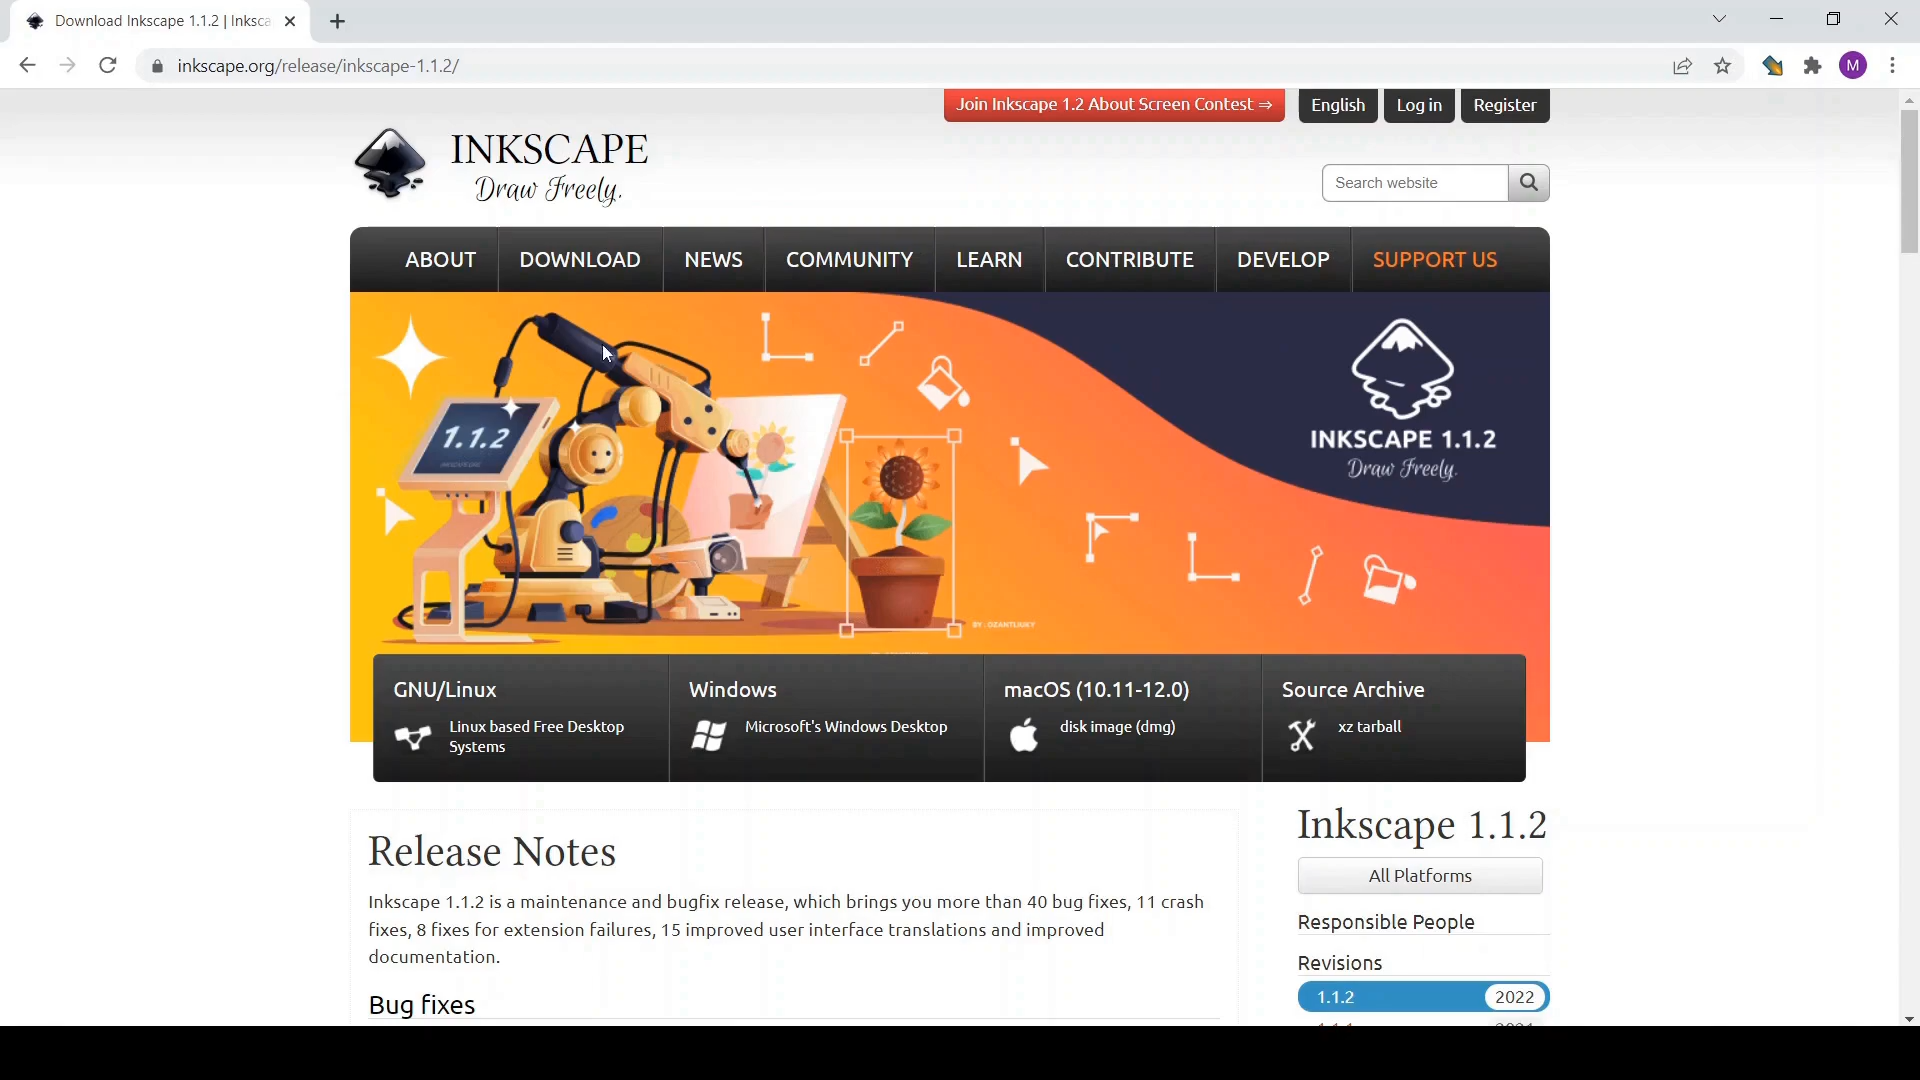 Download Inkscape 1.1.2 | Inksca
inkscape.org/release/inkscape-1.1.2/
M
Join Inkscape 1.2 About Screen Contest ⇒
English
Log in
Register
INKSCAPE
Draw Freely.
Search website
ABOUT
DOWNLOAD
NEWS
COMMUNITY
LEARN
CONTRIBUTE
DEVELOP
SUPPORT US
1.1.2
INKSCAPE 1.1.2
Draw Freely.
GNU/Linux
Linux based Free Desktop
Systems
Windows
Microsoft's Windows Desktop
macOS (10.11-12.0)
disk image (dmg)
Source Archive
xz tarball
Release Notes
Inkscape 1.1.2 is a maintenance and bugfix release, which brings you more than 40 bug fixes, 11 crash
fixes, 8 fixes for extension failures, 15 improved user interface translations and improved
documentation.
Bug fixes
Inkscape 1.1.2
All Platforms
Responsible People
Revisions
1.1.2 2022